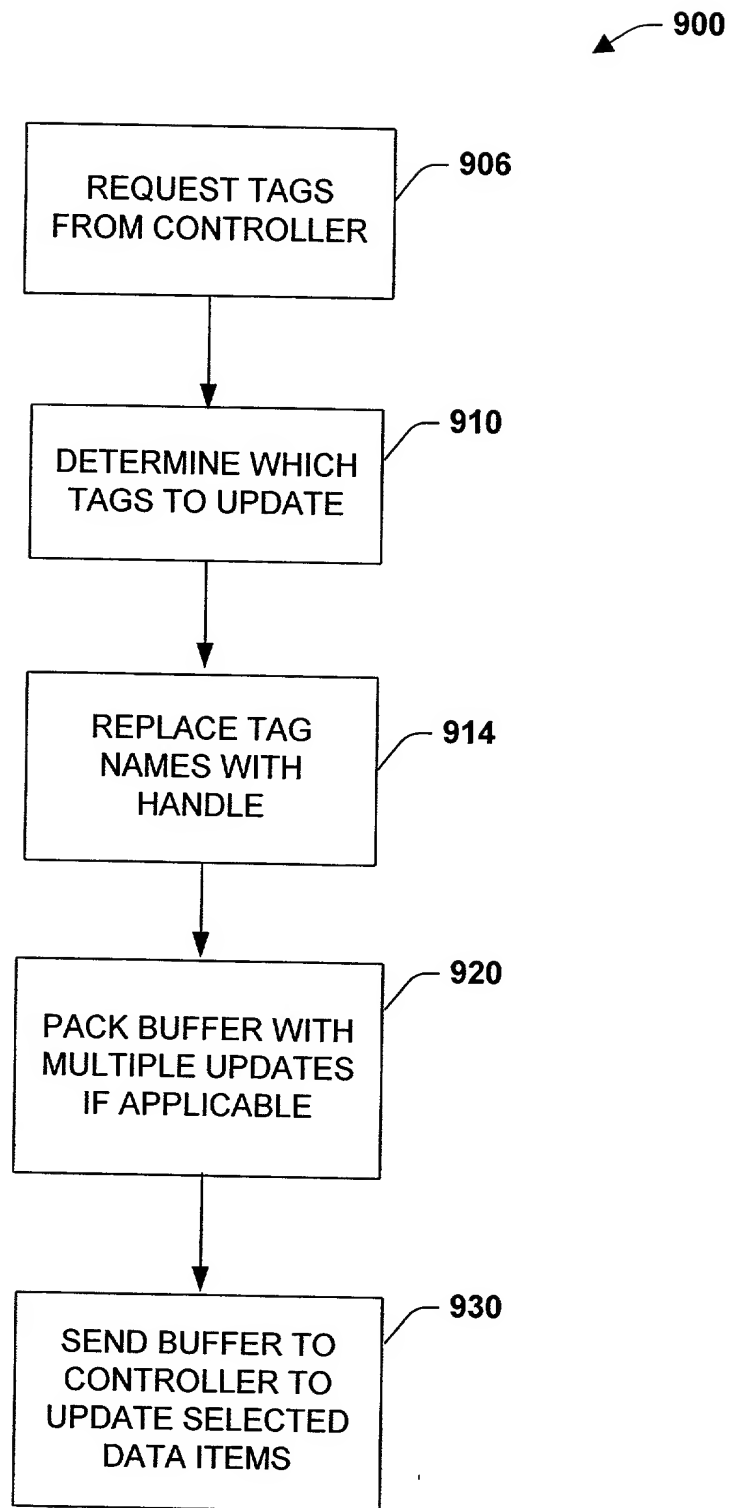 900
REQUEST TAGS
FROM CONTROLLER
906
DETERMINE WHICH
TAGS TO UPDATE
910
REPLACE TAG
NAMES WITH
HANDLE
914
PACK BUFFER WITH
MULTIPLE UPDATES
IF APPLICABLE
920
SEND BUFFER TO
CONTROLLER TO
UPDATE SELECTED
DATA ITEMS
930